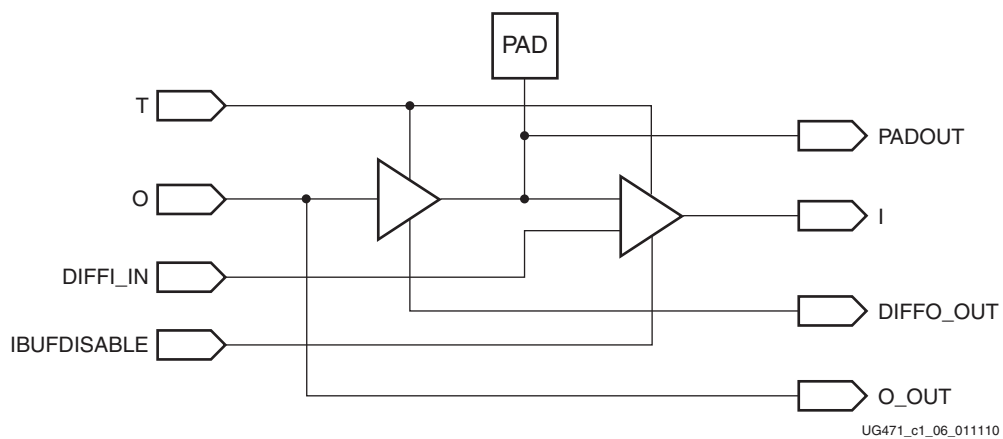 PAD
T
PADOUT
O
I
DIFFI_IN
DIFFO_OUT
IBUFDISABLE
O_OUT
UG471_c1_06_011110